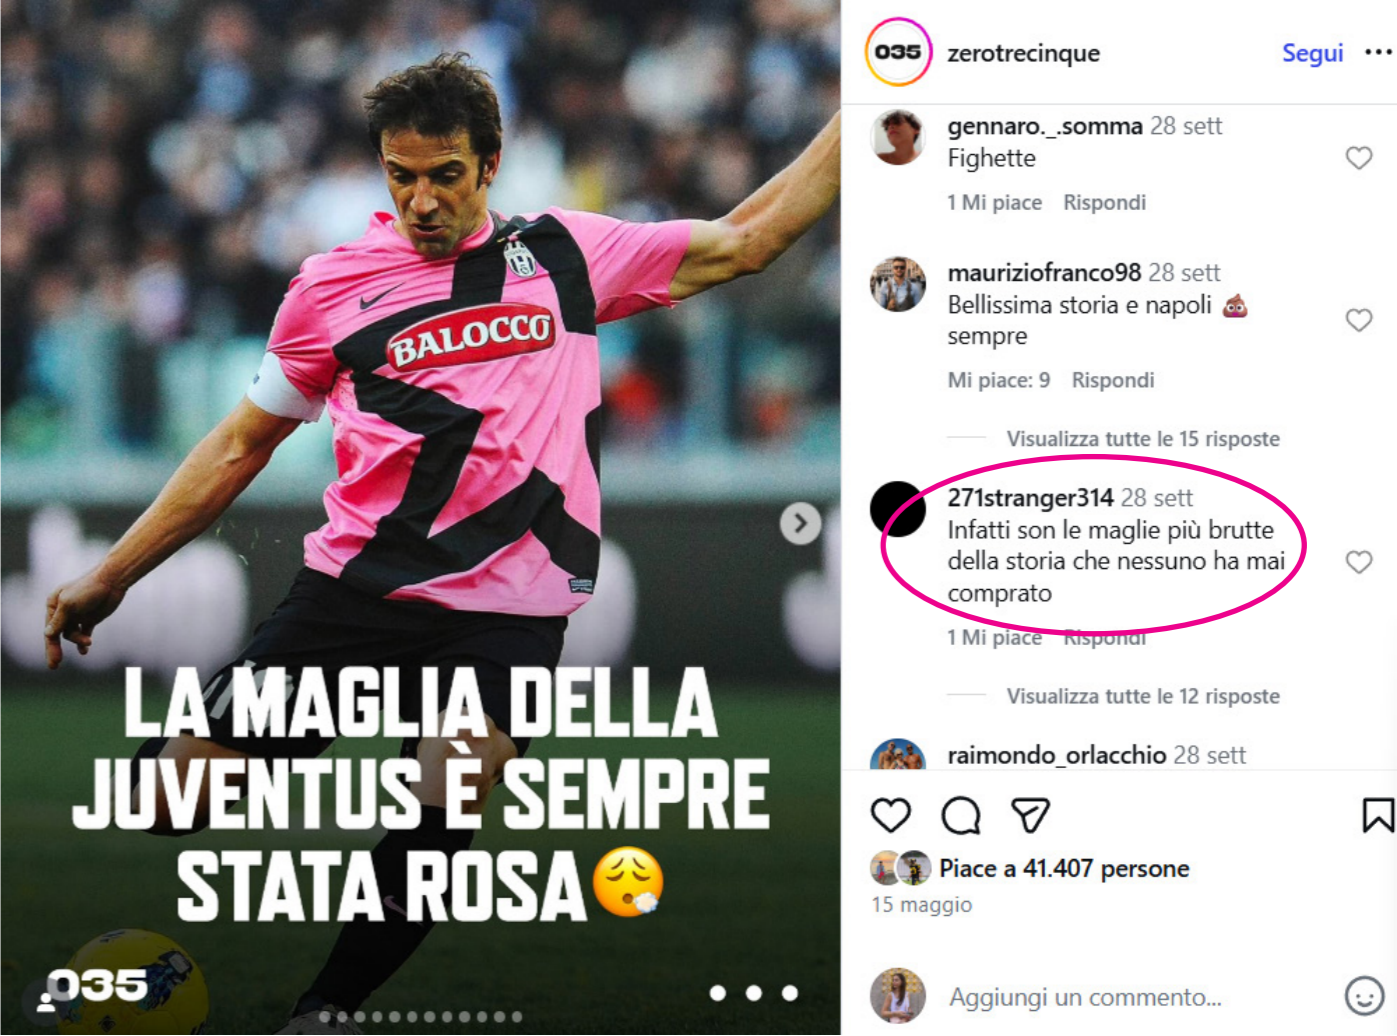 BALOCCO
LA MAGLIA DELLA
JUVENTUS È SEMPRE
STATA ROSA😮‍💨
035
035
zerotrecinque
Segui
gennaro._.somma 28 sett
Fighette
1 Mi piace Rispondi
mauriziofranco98 28 sett
Bellissima storia e napoli 💩
sempre
Mi piace: 9 Rispondi
Visualizza tutte le 15 risposte
271stranger314 28 sett
Infatti son le maglie più brutte
della storia che nessuno ha mai
comprato
1 Mi piace Rispondi
Visualizza tutte le 12 risposte
raimondo_orlacchio 28 sett
Piace a 41.407 persone
15 maggio
Aggiungi un commento...